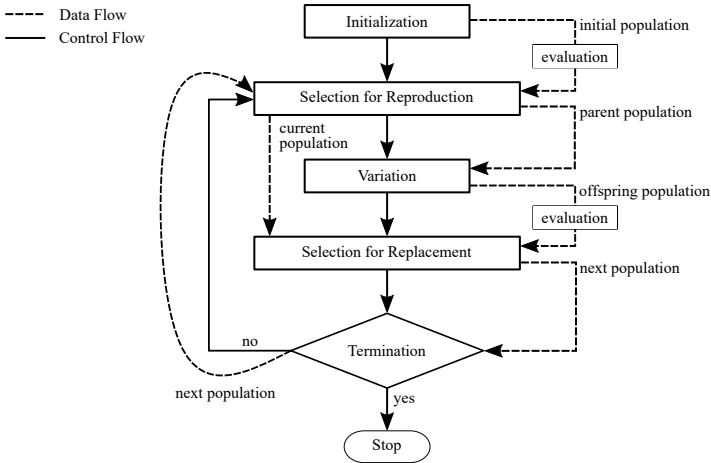 Data Flow
Control Flow
Initialization
initial population
evaluation
Selection for Reproduction
parent population
current
population
Variation
offspring population
evaluation
Selection for Replacement
next population
no
Termination
next population
yes
Stop